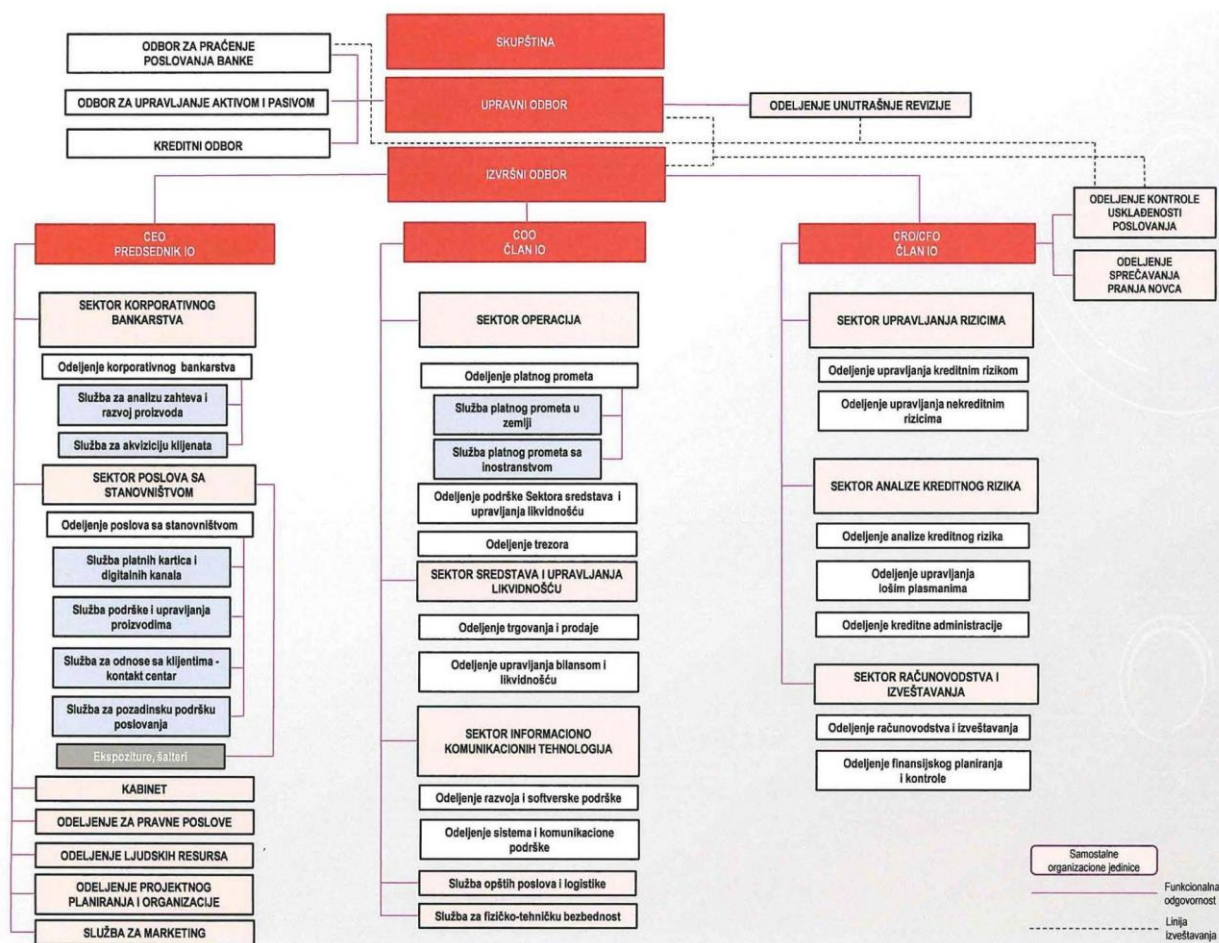 SKUPŠTINA
ODBOR ZA PRAĆENJE
POSLOVANJA BANKE
ODBOR ZA UPRAVLJANJE AKTIVOM I PASIVOM
UPRAVNI ODBOR
ODELJENJE UNUTRAŠNJE REVIZIJE
KREDITNI ODBOR
IZVRŠNI ODBOR
ODELJENJE KONTROLE
USKLAĐENOSTI
POSLOVANJA
ODELJENJE
SPREČAVANJA
PRANJA NOVCA
CEO
PREDSEDNIK IO
SEKTOR KORPORATIVNOG
BANKARSTVA
Odeljenje korporativnog bankarstva
Služba za analizu zahteva i
razvoj proizvoda
Služba za akviziciju klijenata
SEKTOR POSLOVA SA
STANOVNIŠTVOM
Odeljenje poslova sa stanovništvom
Služba platnih kartica i
digitalnih kanala
Služba podrške i upravljanja
proizvodima
Služba za odnose sa klijentima -
kontakt centar
Služba za pozadinsku podršku
poslovanja
Ekspoziture, šalteri
KABINET
ODELJENJE ZA PRAVNE POSLOVE
ODELJENJE LJUDSKIH RESURSA
ODELJENJE PROJEKTNOG
PLANIRANJA I ORGANIZACIJE
SLUŽBA ZA MARKETING
COO
ČLAN IO
SEKTOR OPERACIJA
Odeljenje platnog prometa
Služba platnog prometa u
zemlji
Služba platnog prometa sa
inostranstvom
Odeljenje podrške Sektora sredstava i
upravljanja likvidnošću
Odeljenje trezora
SEKTOR SREDSTAVA I UPRAVLJANJA
LIKVIDNOŠĆU
Odeljenje trgovanja i prodaje
Odeljenje upravljanja bilansom i
likvidnošću
SEKTOR INFORMACIONO
KOMUNIKACIONIH TEHNOLOGIJA
Odeljenje razvoja i softverske podrške
Odeljenje sistema i komunikacione
podrške
Služba opštih poslova i logistike
Služba za fizičko-tehničku bezbednost
CRO/CFO
ČLAN IO
SEKTOR UPRAVLJANJA RIZICIMA
Odeljenje upravljanja kreditnim rizikom
Odeljenje upravljanja nekreditnim
rizicima
SEKTOR ANALIZE KREDITNOG RIZIKA
Odeljenje analize kreditnog rizika
Odeljenje upravljanja
lošim plasmanima
Odeljenje kreditne administracije
SEKTOR RAČUNOVODSTVA I
IZVEŠTAVANJA
Odeljenje računovodstva i izveštavanja
Odeljenje finansijskog planiranja
i kontrole
Samostalne
organizacione jedinice
Funkcionalna
odgovornost
Linija
izveštavanja